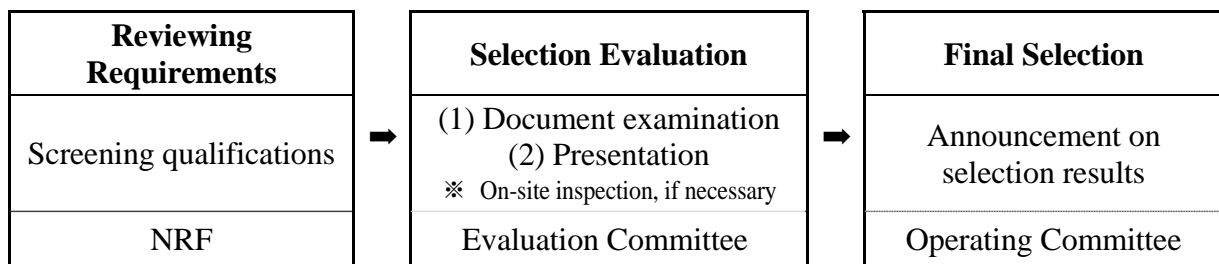 Reviewing
Requirements
Screening qualifications
NRF
➡
Selection Evaluation
(1) Document examination
(2) Presentation
※ On-site inspection, if necessary
Evaluation Committee
➡
Final Selection
Announcement on
selection results
Operating Committee